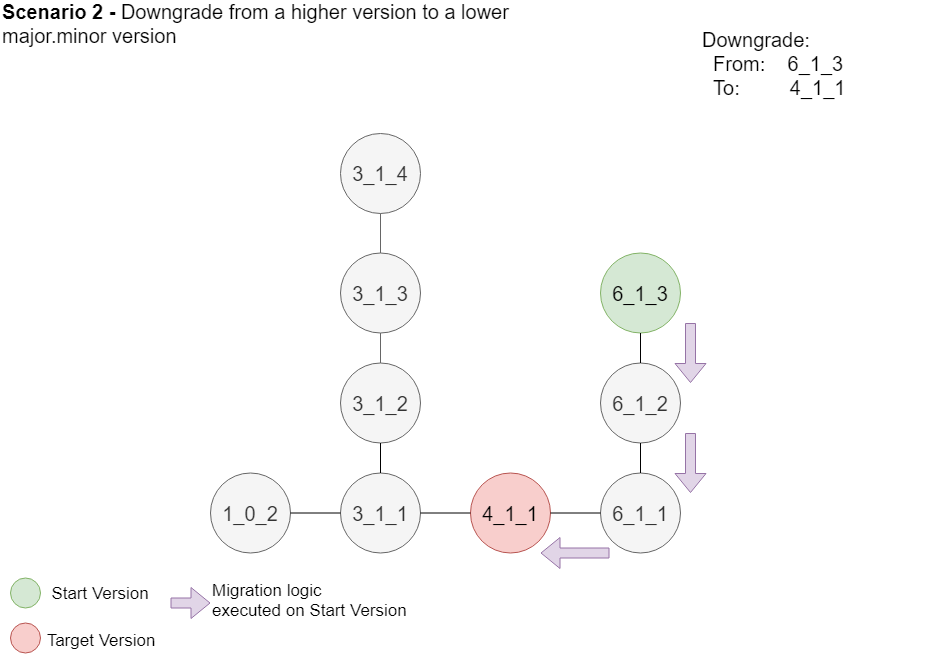 Scenario 2 - Downgrade from a higher version to a lower
major.minor version
Downgrade:
From: 6_1_3
To: 4_1_1
3_1_4
3_1_3
6_1_3
3_1_2
6_1_2
1_0_2
3_1_1
4_1_1
6_1_1
Start Version
Migration logic
executed on Start Version
Target Version